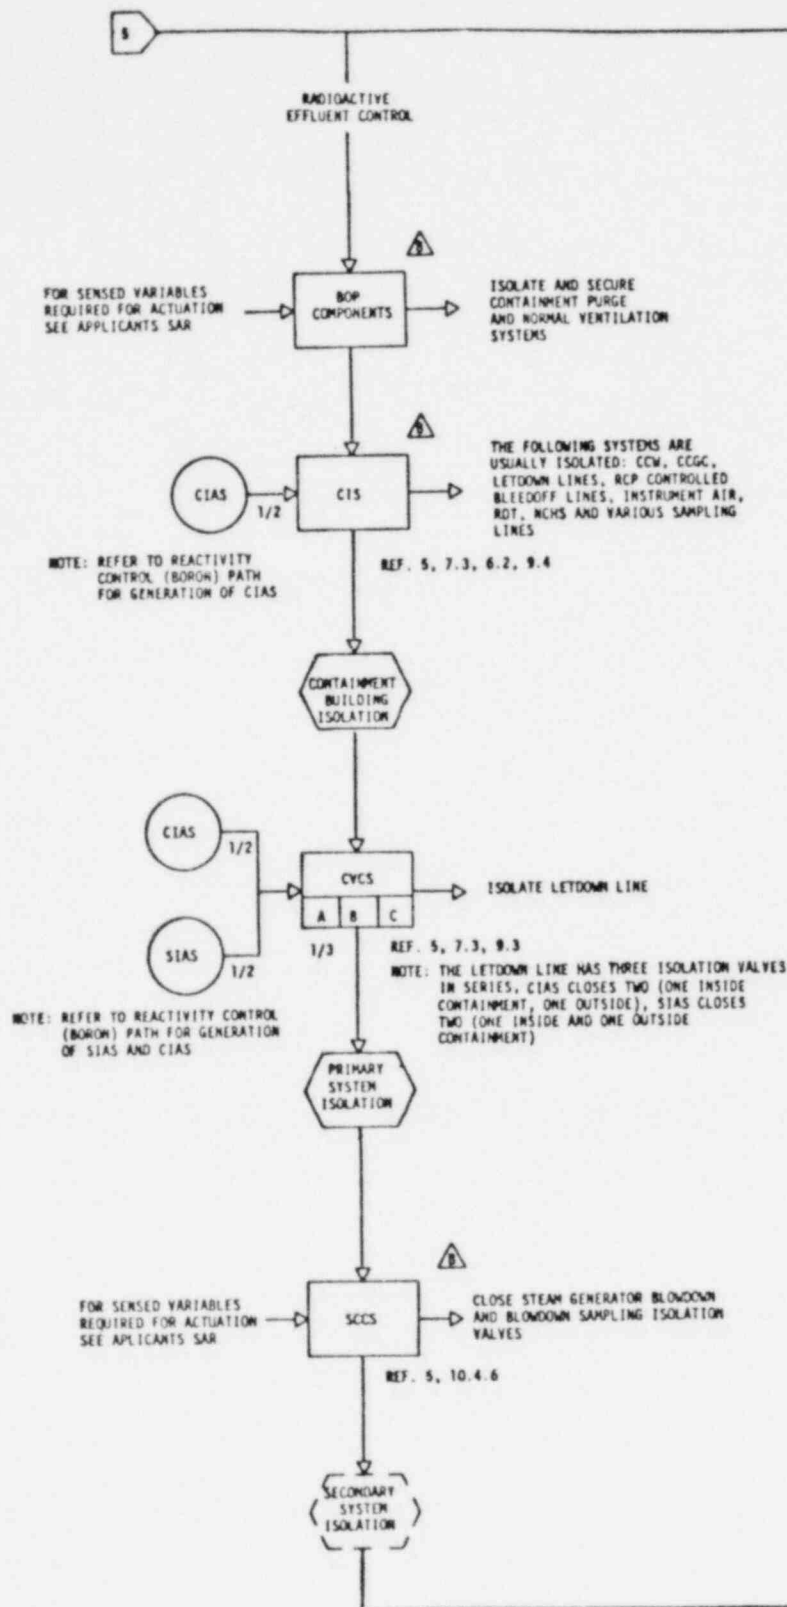 RADIOACTIVE
EFFLUENT CONTROL
FOR SENSED VARIABLES
REQUIRED FOR ACTUATION
SEE APPLICANTS SAR
BOP
COMPONENTS
ISOLATE AND SECURE
CONTAINMENT PURGE
AND NORMAL VENTILATION
SYSTEMS
CIAS
1/2
CIS
THE FOLLOWING SYSTEMS ARE
USUALLY ISOLATED: CCW, CCGC,
LETDOWN LINES, RCP CONTROLLED
BLEEDOFF LINES, INSTRUMENT AIR,
RDT, NCHS AND VARIOUS SAMPLING
LINES
NOTE: REFER TO REACTIVITY
CONTROL (BORON) PATH
FOR GENERATION OF CIAS
REF. 5, 7.3, 6.2, 9.4
CONTAINMENT
BUILDING
ISOLATION
CIAS
1/2
SIAS
1/2
CVCS
A B C
1/3
ISOLATE LETDOWN LINE
REF. 5, 7.3, 9.3
NOTE: THE LETDOWN LINE HAS THREE ISOLATION VALVES
IN SERIES, CIAS CLOSES TWO (ONE INSIDE
CONTAINMENT, ONE OUTSIDE), SIAS CLOSES
TWO (ONE INSIDE AND ONE OUTSIDE
CONTAINMENT)
NOTE: REFER TO REACTIVITY CONTROL
(BORON) PATH FOR GENERATION
OF SIAS AND CIAS
PRIMARY
SYSTEM
ISOLATION
FOR SENSED VARIABLES
REQUIRED FOR ACTUATION
SEE APLICANTS SAR
SCCS
CLOSE STEAM GENERATOR BLOWDOWN
AND BLOWDOWN SAMPLING ISOLATION
VALVES
REF. 5, 10.4.6
SECONDARY
SYSTEM
ISOLATION